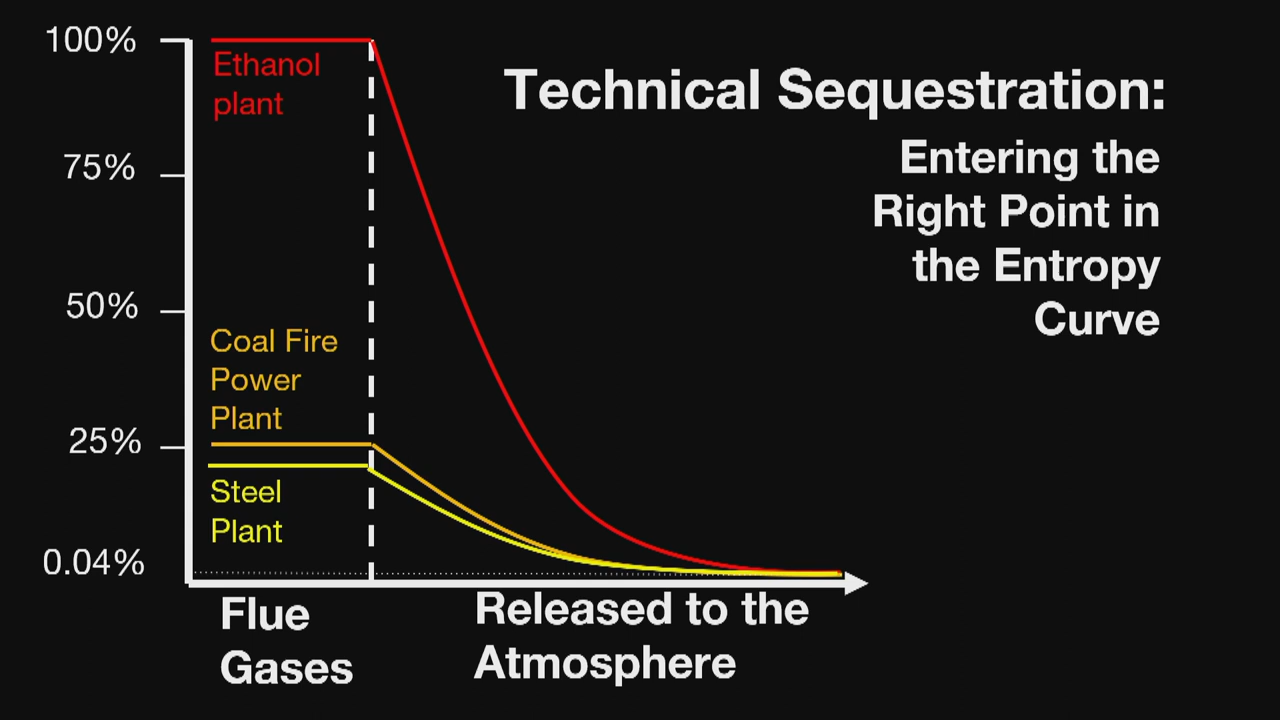 100%
75%
50%
25%
0.04%
Ethanol
plant
Coal Fire
Power
Plant
Steel
Plant
Technical Sequestration:
Entering the
Right Point in
the Entropy
Curve
Flue
Gases
Released to the
Atmosphere